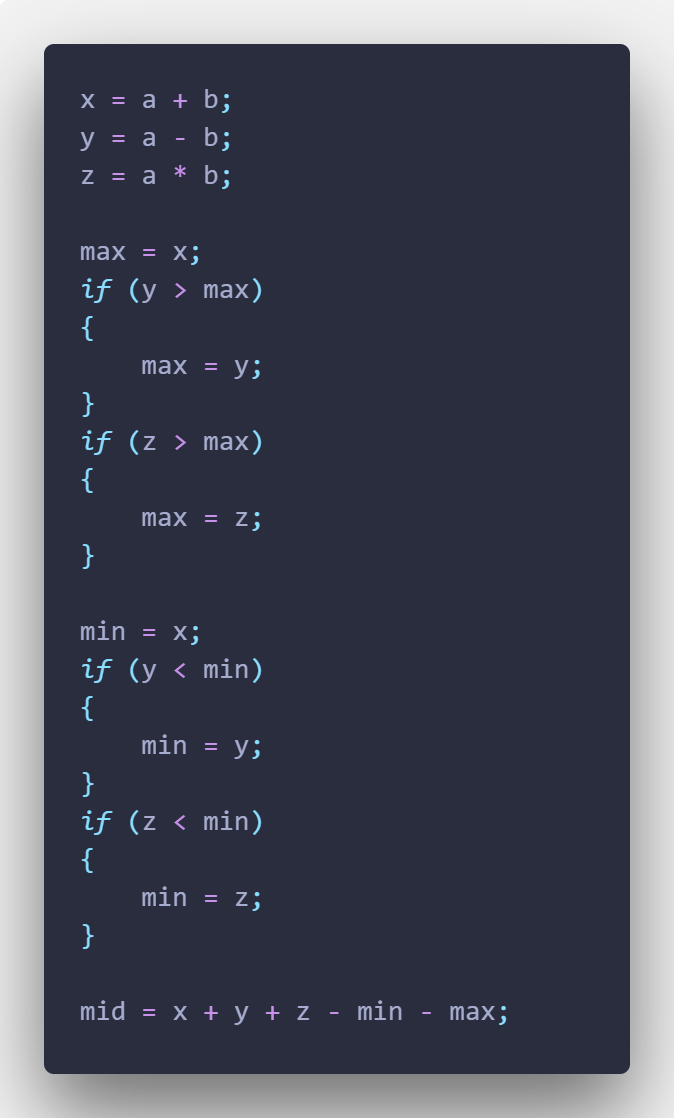 x = a + b;
y = a - b;
z = a * b;

max = x;
if (y > max)
{
    max = y;
}
if (z > max)
{
    max = z;
}

min = x;
if (y < min)
{
    min = y;
}
if (z < min)
{
    min = z;
}

mid = x + y + z - min - max;